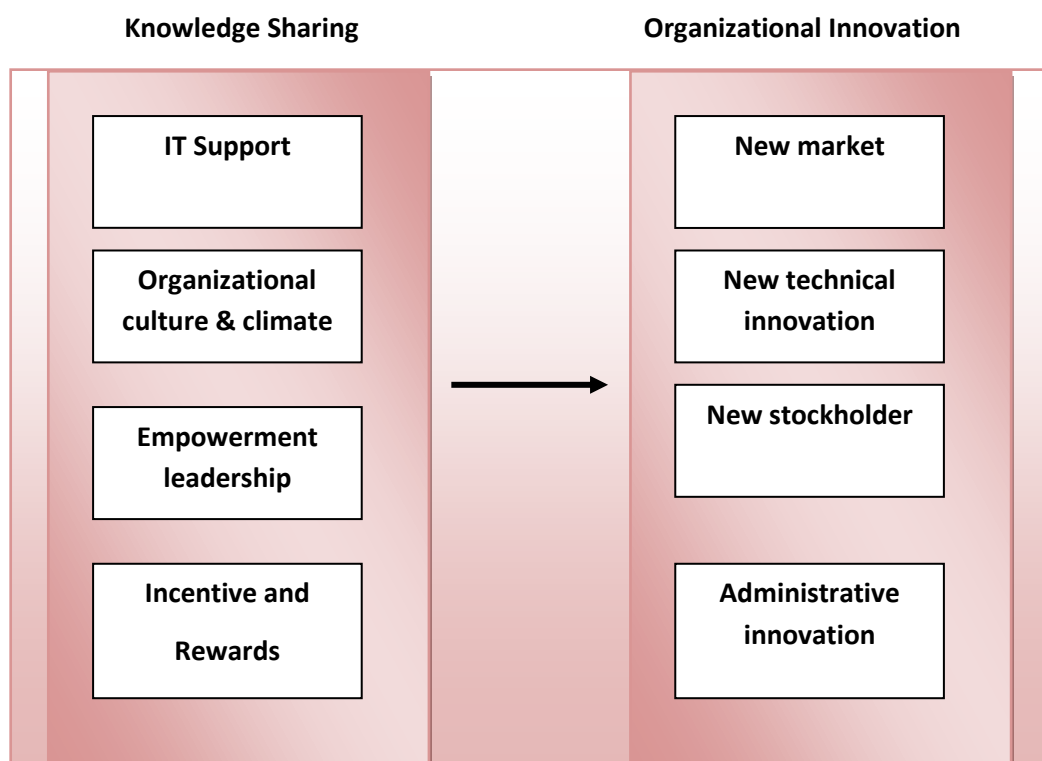 Knowledge Sharing
Organizational Innovation
IT Support
Organizational
culture & climate
Empowerment
leadership
Incentive and
Rewards
New market
New technical
innovation
New stockholder
Administrative
innovation